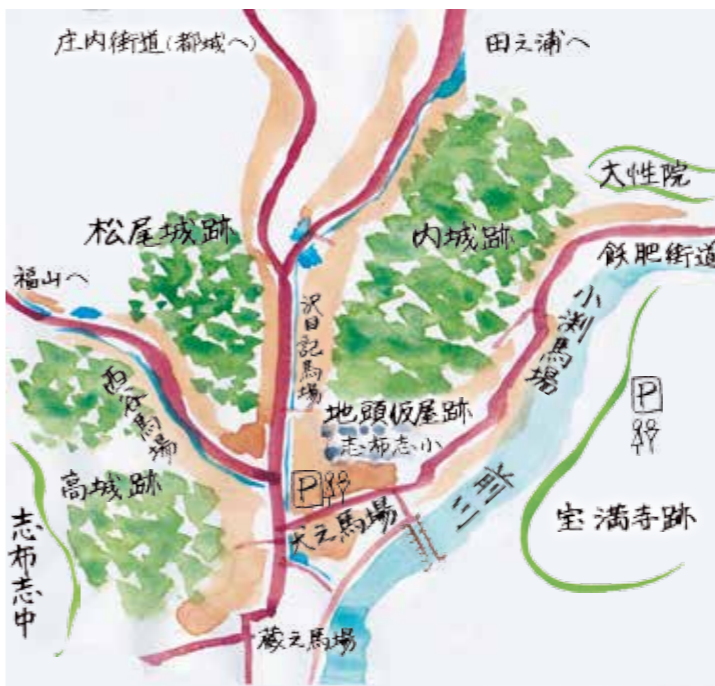 庄内街道(都城へ)
田之浦へ
大性院
松尾城跡
内城跡
飫肥街道
福山へ
小渕馬場
沢目記馬場
西谷馬場
地頭仮屋跡
志布志小
P
P
高城跡
前川
宝満寺跡
大之馬場
志布志中
蔵之馬場